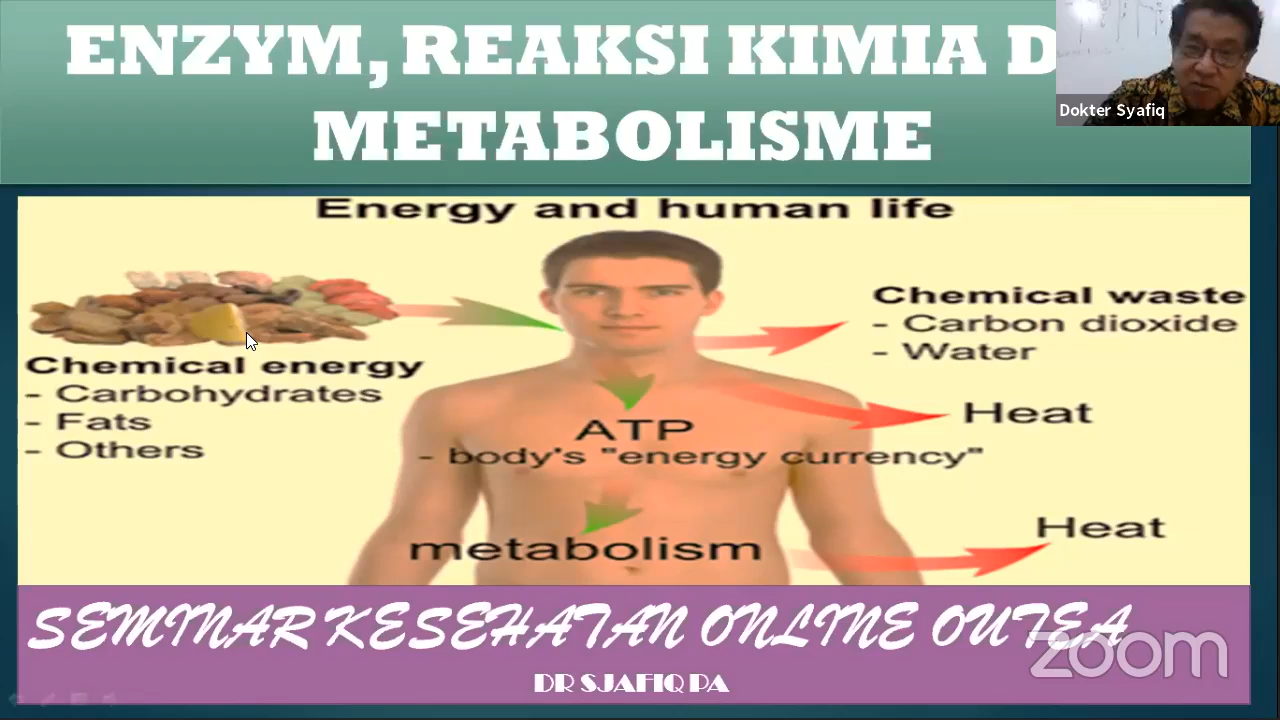 ENZYM, REAKSI KIMIA D
METABOLISME
Dokter Syafiq
Energy and human life
Chemical energy
- Carbohydrates
- Fats
- Others
Chemical waste
- Carbon dioxide
- Water
Heat
ATP
- body's "energy currency"
metabolism
Heat
SEMINAR KESEHATAN ONLINE OUTEA
zoom
DR SJAFIQ PA